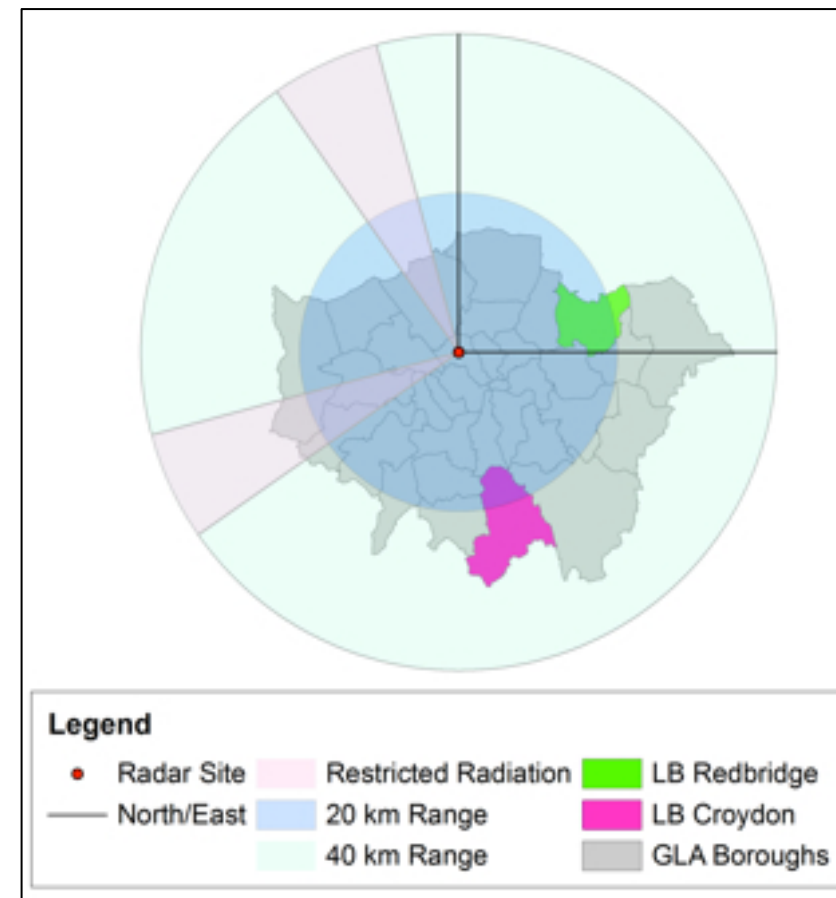 Legend
Radar Site
North/East
Restricted Radiation
20 km Range
40 km Range
LB Redbridge
LB Croydon
GLA Boroughs